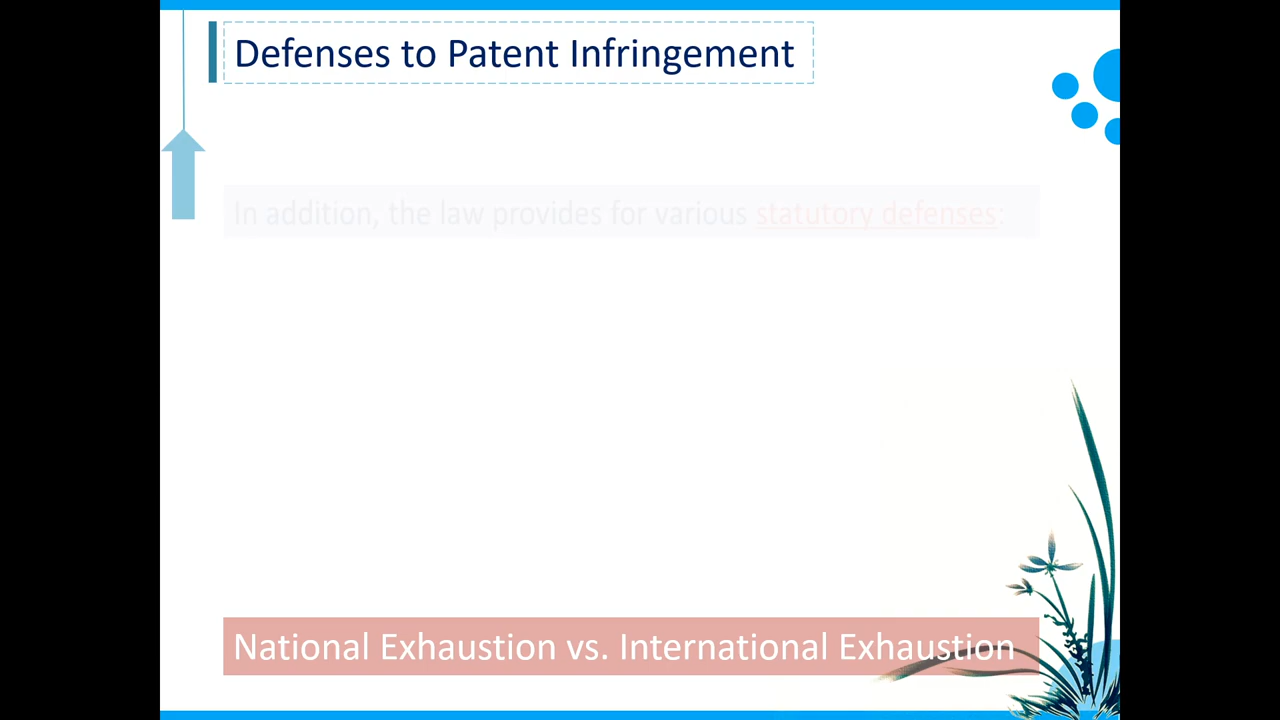 Defenses to Patent Infringement
In addition, the law provides for various statutory defenses:
National Exhaustion vs. International Exhaustion